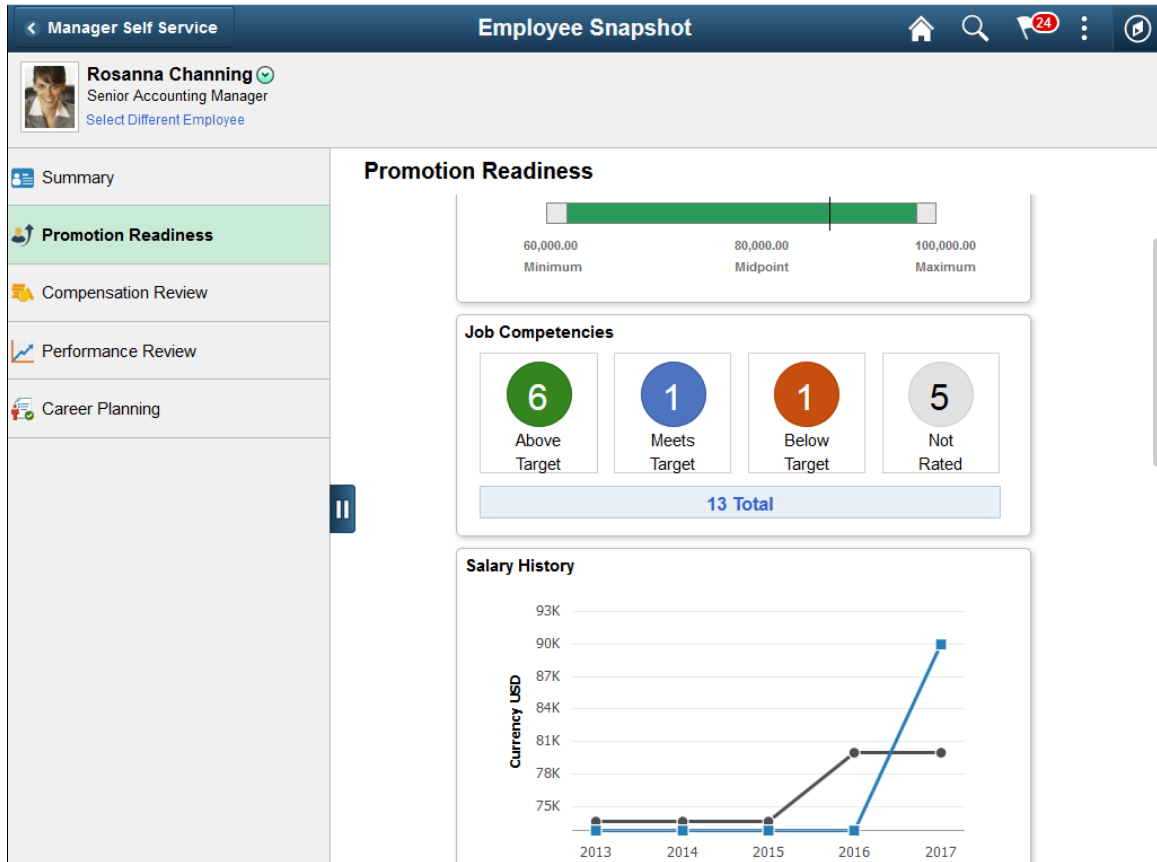 Manager Self Service
Employee Snapshot
24
Rosanna Channing
Senior Accounting Manager
Select Different Employee
Summary
Promotion Readiness
Compensation Review
Performance Review
Career Planning
Promotion Readiness
60,000.00 80,000.00 100,000.00
Minimum Midpoint Maximum
Job Competencies
6 1 1 5
Above Meets Below Not
Target Target Target Rated
13 Total
Salary History
Currency USD
93K
90K
87K
84K
81K
78K
75K
2013 2014 2015 2016 2017